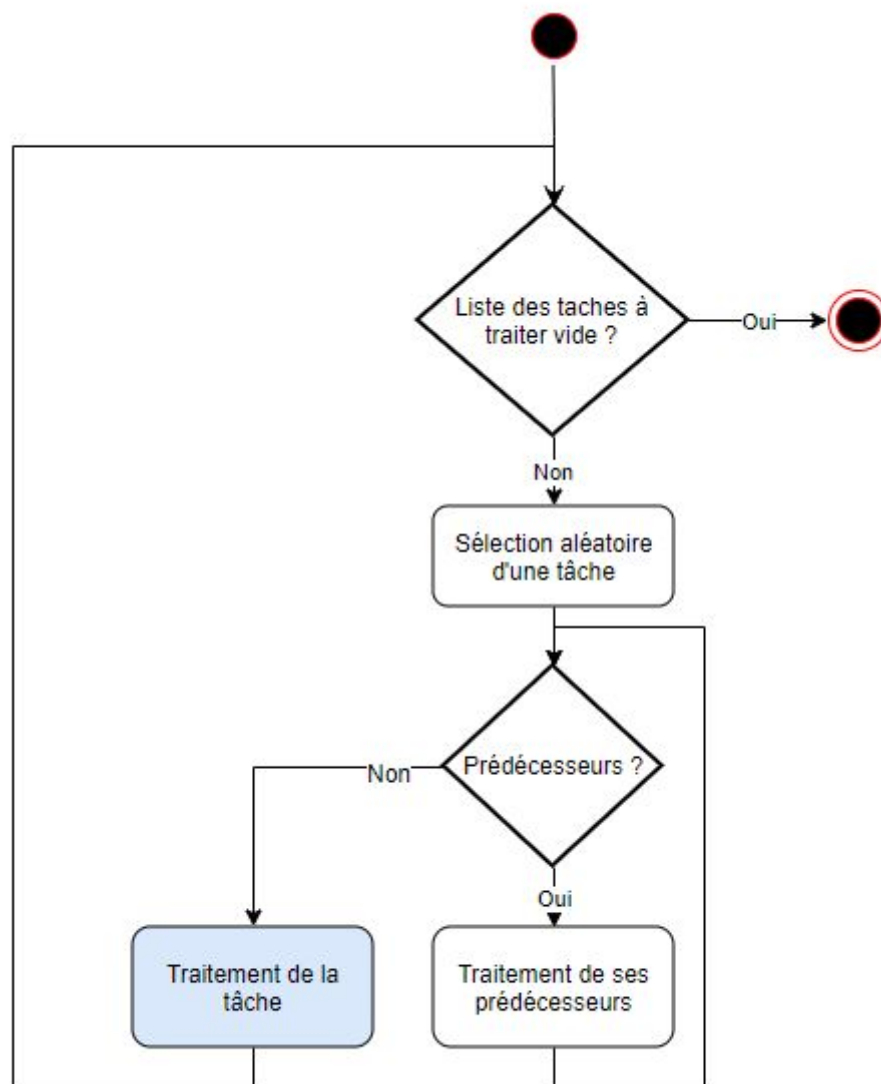 Liste des taches à
traiter vide ?
Oui
Non
Sélection aléatoire
d'une tâche
Prédécesseurs ?
Non
Oui
Traitement de la
tâche
Traitement de ses
prédécesseurs